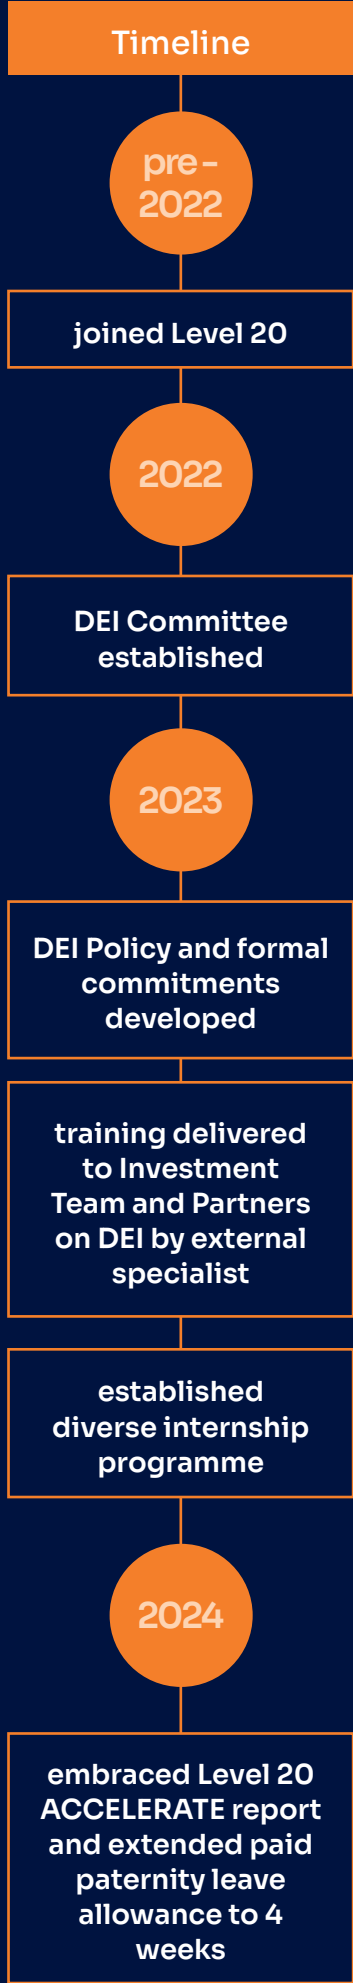 Timeline
pre-
2022
joined Level 20
2022
DEI Committee
established
2023
DEI Policy and formal
commitments
developed
training delivered
to Investment
Team and Partners
on DEI by external
specialist
established
diverse internship
programme
2024
embraced Level 20
ACCELERATE report
and extended paid
paternity leave
allowance to 4
weeks